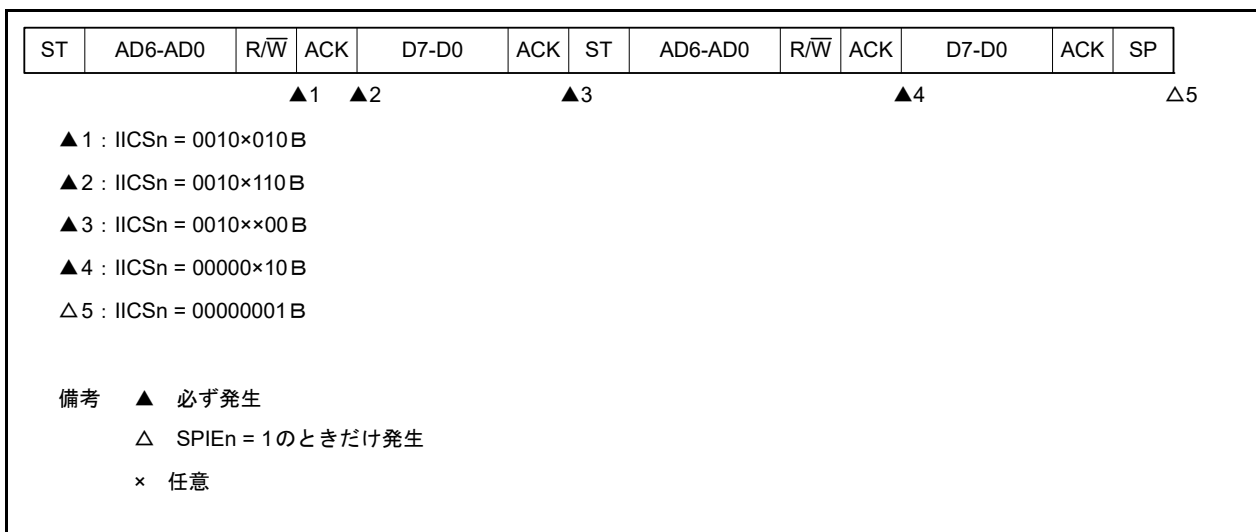 ST AD6-AD0 R/W̅ ACK D7-D0 ACK ST AD6-AD0 R/W̅ ACK D7-D0 ACK SP
▲1 ▲2 ▲3 ▲4 △5
▲1：IICSn = 0010×010B
▲2：IICSn = 0010×110B
▲3：IICSn = 0010××00B
▲4：IICSn = 00000×10B
△5：IICSn = 00000001B
備考 ▲ 必ず発生
△ SPIEn = 1のときだけ発生
× 任意